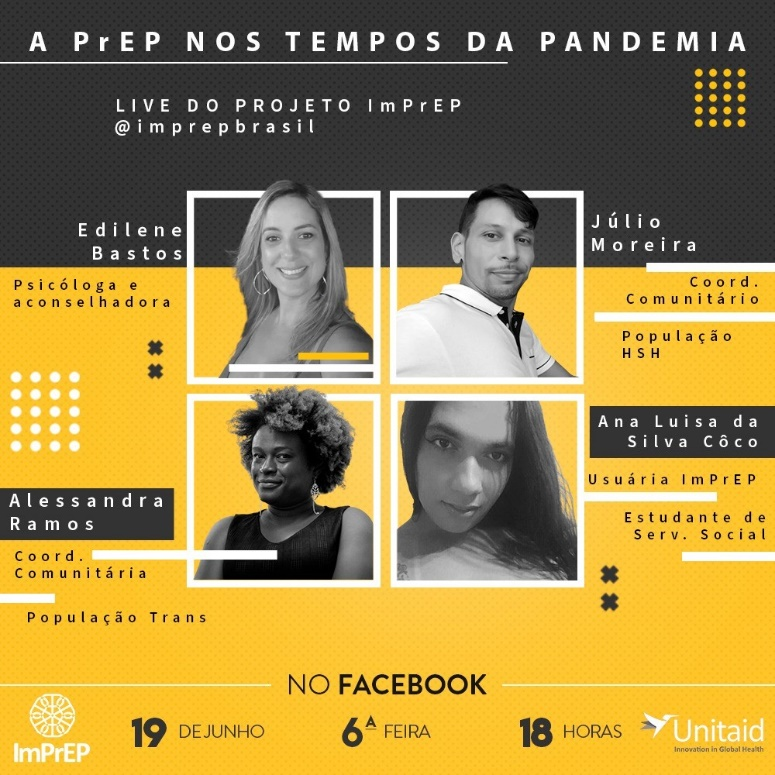 A PrEP NOS TEMPOS DA PANDEMIA
LIVE DO PROJETO ImPrEP
@imprepbrasil
Edilene
Bastos
Psicóloga e
aconselhadora
Júlio
Moreira
Coord.
Comunitário
População
HSH
Alessandra
Ramos
Coord.
Comunitária
População Trans
Ana Luisa da
Silva Côco
Usuária ImPrEP
Estudante de
Serv. Social
NO FACEBOOK
19 DE JUNHO 6ª FEIRA 18 HORAS
ImPrEP
Unitaid
Innovation in Global Health